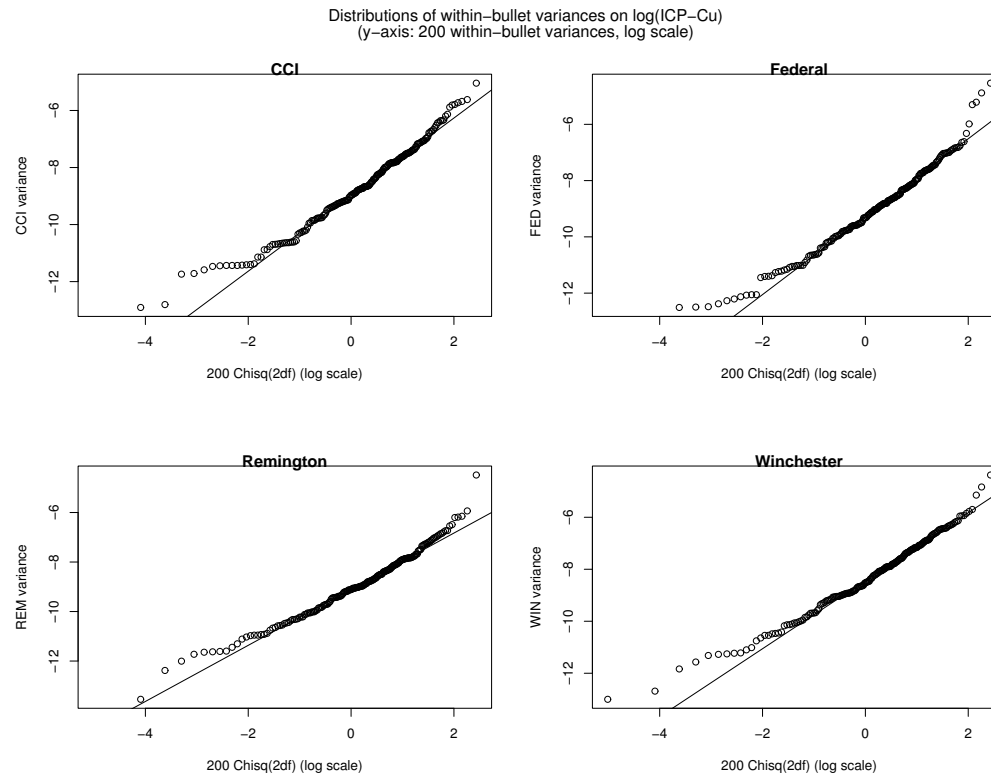 Distributions of within−bullet variances on log(ICP−Cu)
(y−axis: 200 within−bullet variances, log scale)
CCI
CCI variance
−6
−8
−10
−12
−4 −2 0 2
200 Chisq(2df) (log scale)
Federal
FED variance
−6
−8
−10
−12
−4 −2 0 2
200 Chisq(2df) (log scale)
Remington
REM variance
−6
−8
−10
−12
−4 −2 0 2
200 Chisq(2df) (log scale)
Winchester
WIN variance
−6
−8
−10
−12
−4 −2 0 2
200 Chisq(2df) (log scale)